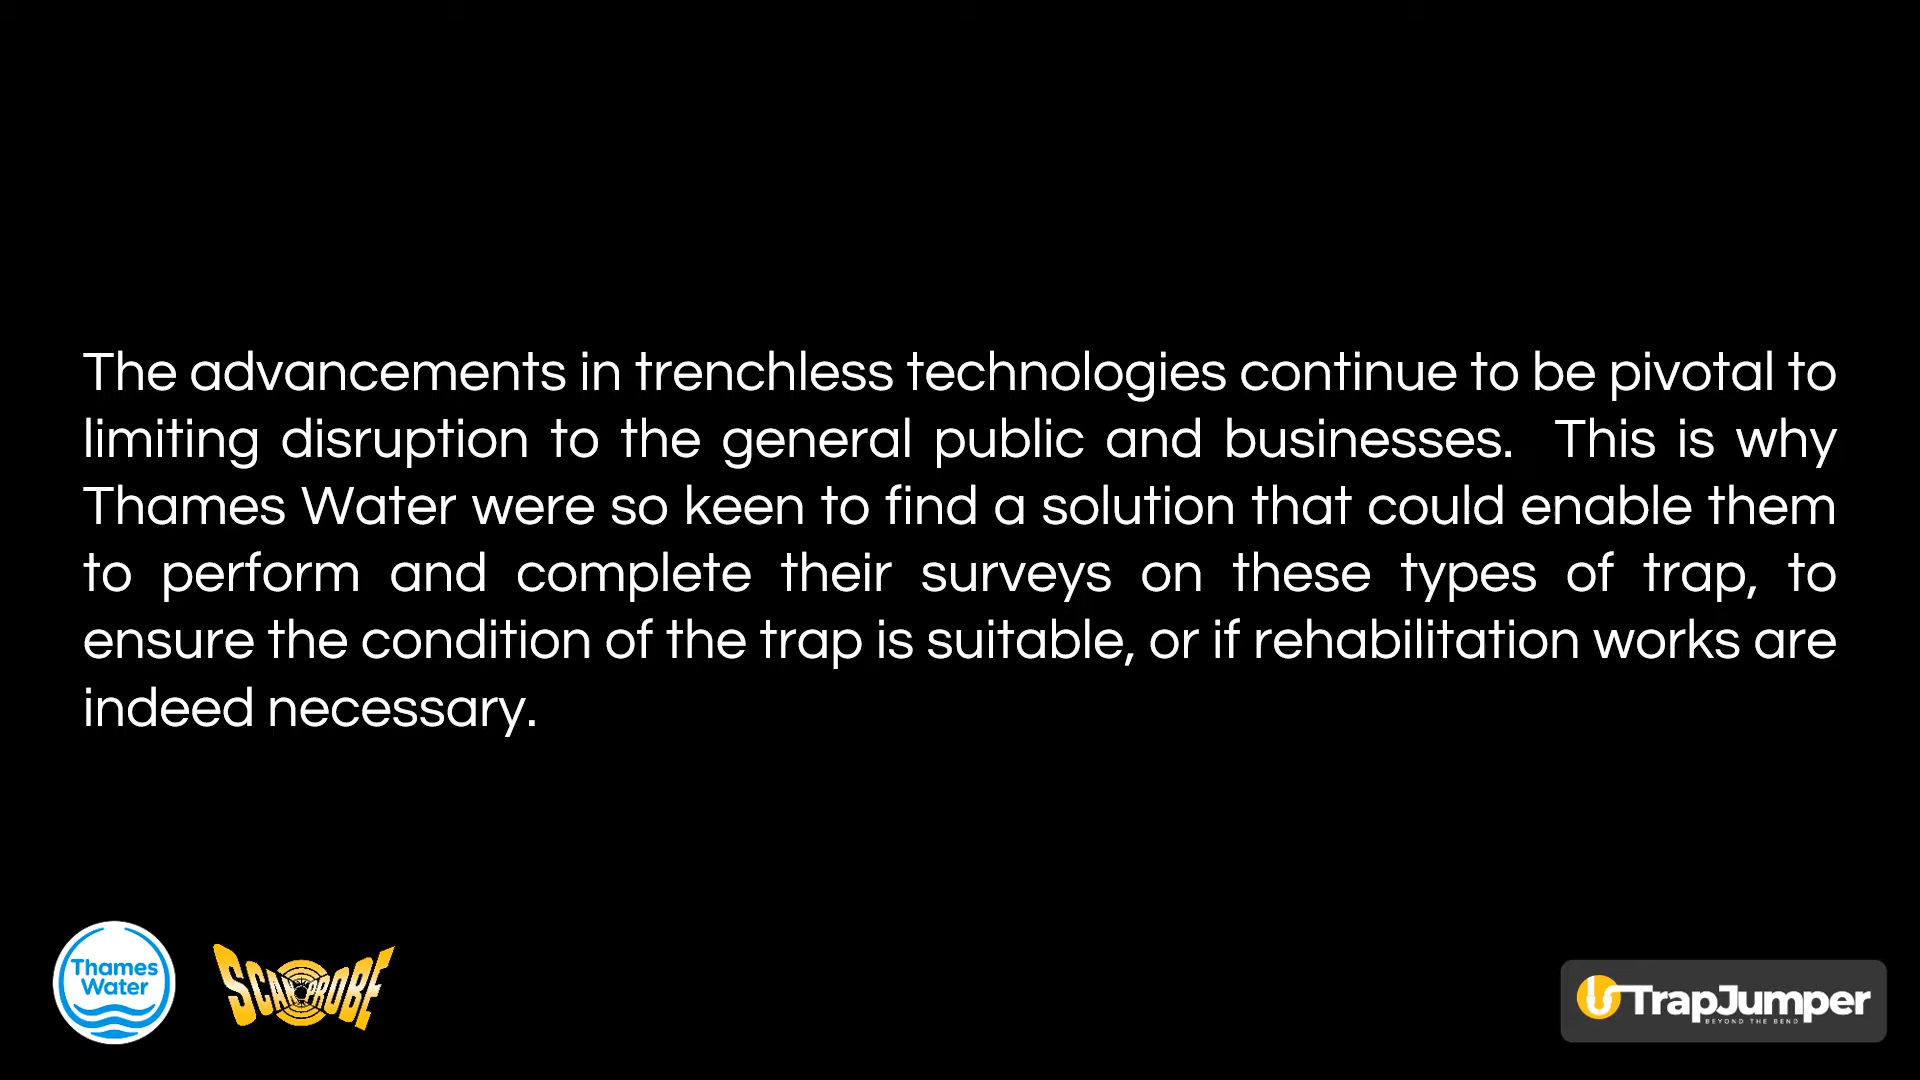 The advancements in trenchless technologies continue to be pivotal to
limiting disruption to the general public and businesses.  This is why
Thames Water were so keen to find a solution that could enable them
to perform and complete their surveys on these types of trap, to
ensure the condition of the trap is suitable, or if rehabilitation works are
indeed necessary.
Thames
Water
SCANPROBE
TrapJumper
BEYOND THE BEND